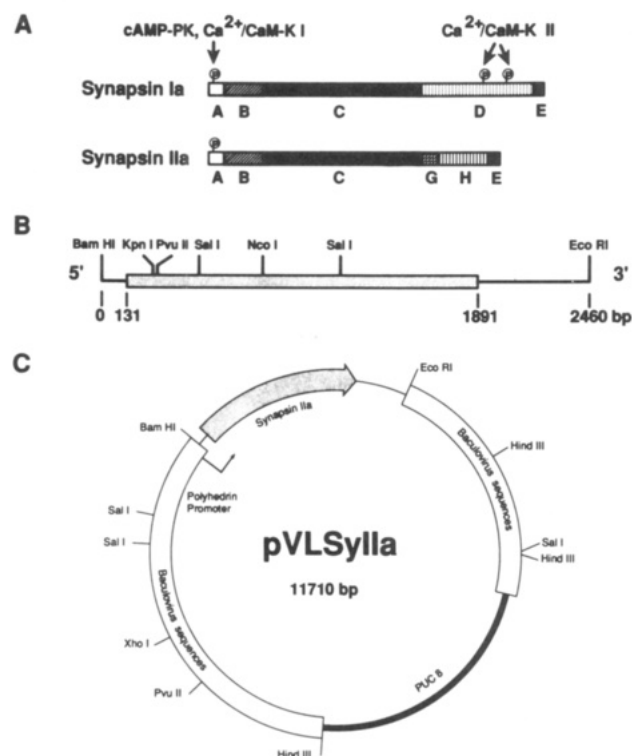 A
cAMP-PK, Ca2+/CaM-K I
Ca2+/CaM-K II
P
P P
Synapsin Ia
A B C D E
P
Synapsin IIa
A B C G H E
B
Bam HI Kpn I Pvu II Sal I Nco I Sal I Eco RI
5' 3'
0 131 1891 2460 bp
C
Eco RI
Synapsin IIa
Bam HI
Hind III
Baculovirus sequences
Polyhedrin
Promoter
Sal I
Sal I
pVLSyIIa
Sal I
Hind III
11710 bp
Baculovirus sequences
Xho I
Pvu II
PUC 8
Hind III